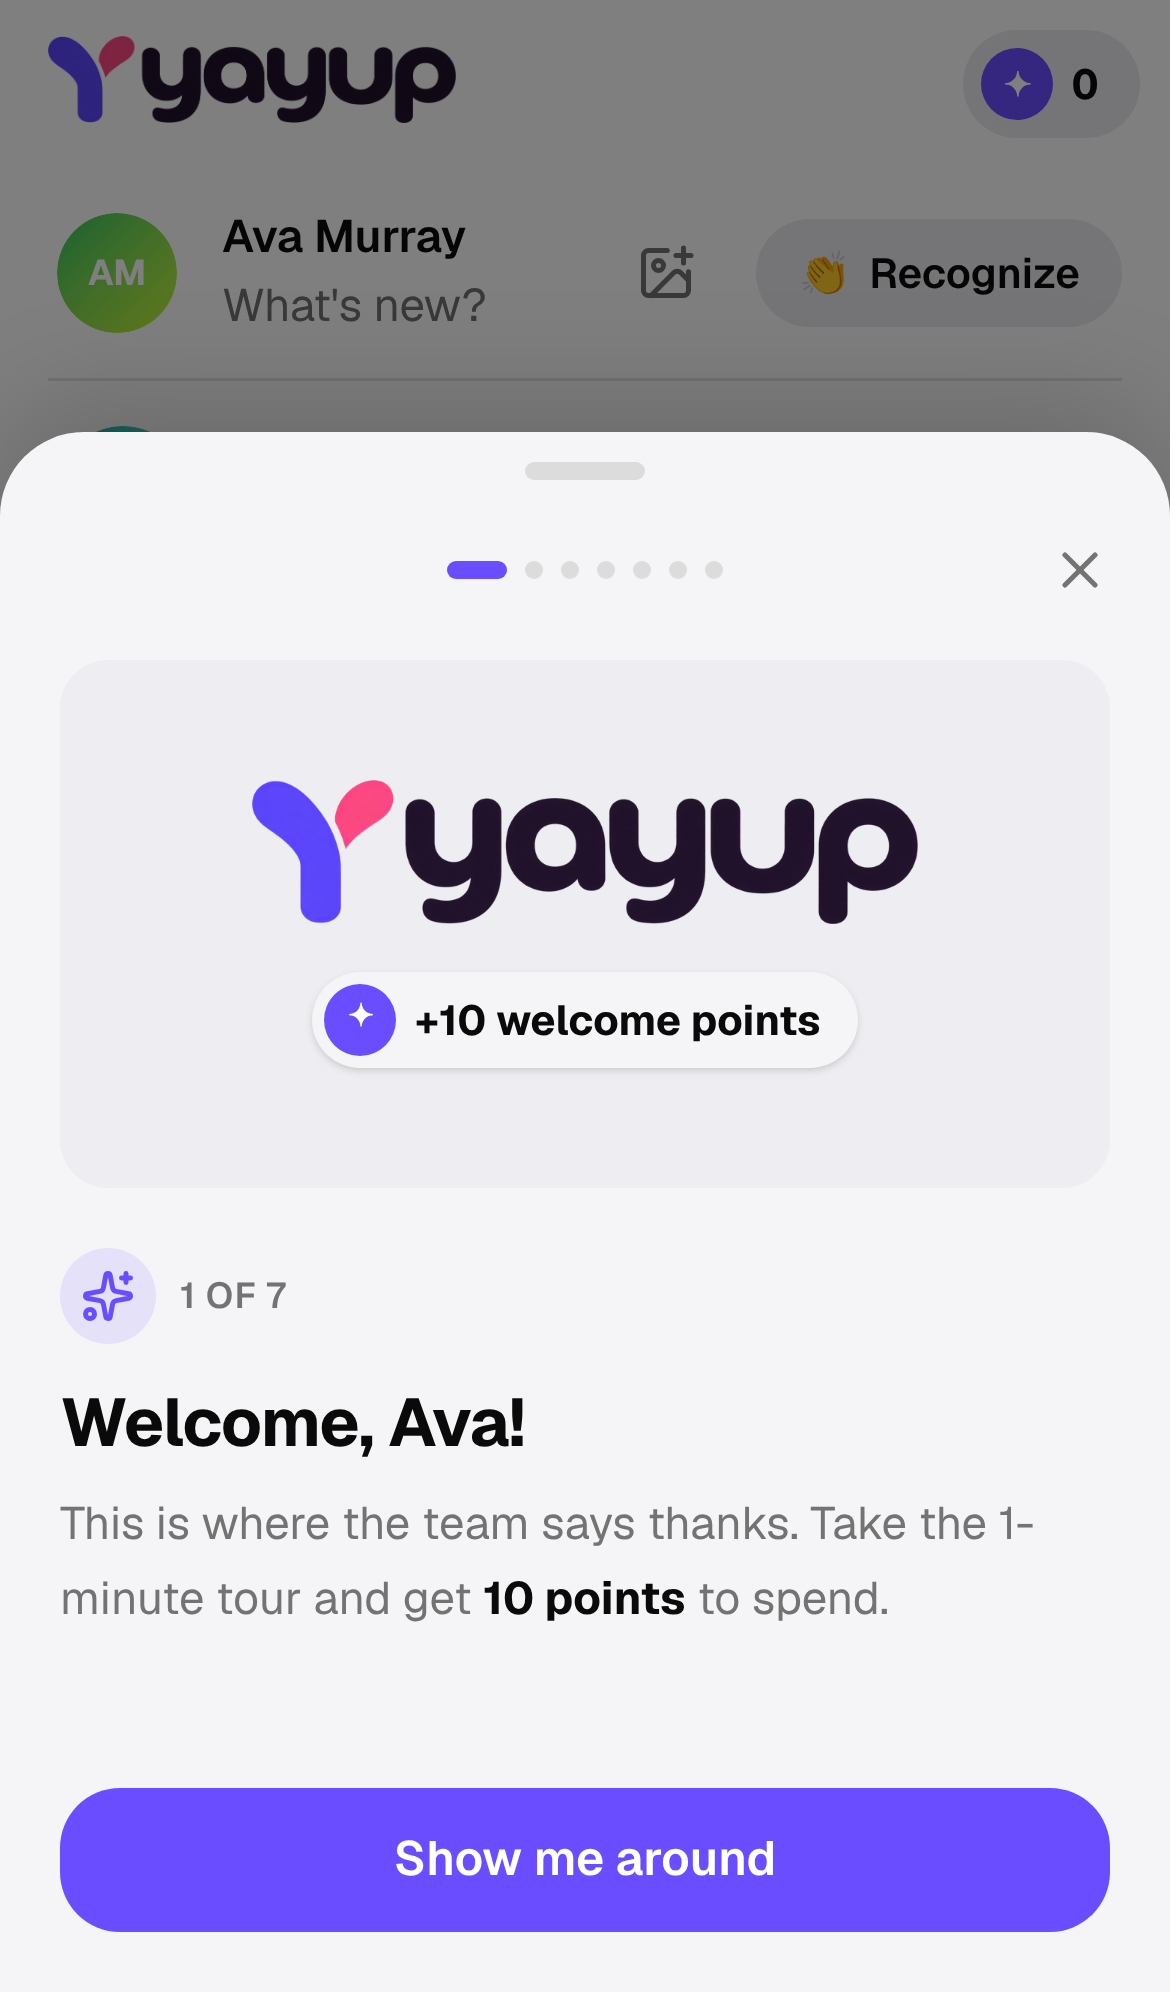 yayup
0
AM
Ava Murray
What's new?
Recognize
yayup
+10 welcome points
1 OF 7
Welcome, Ava!
This is where the team says thanks. Take the 1-
minute tour and get 10 points to spend.
Show me around